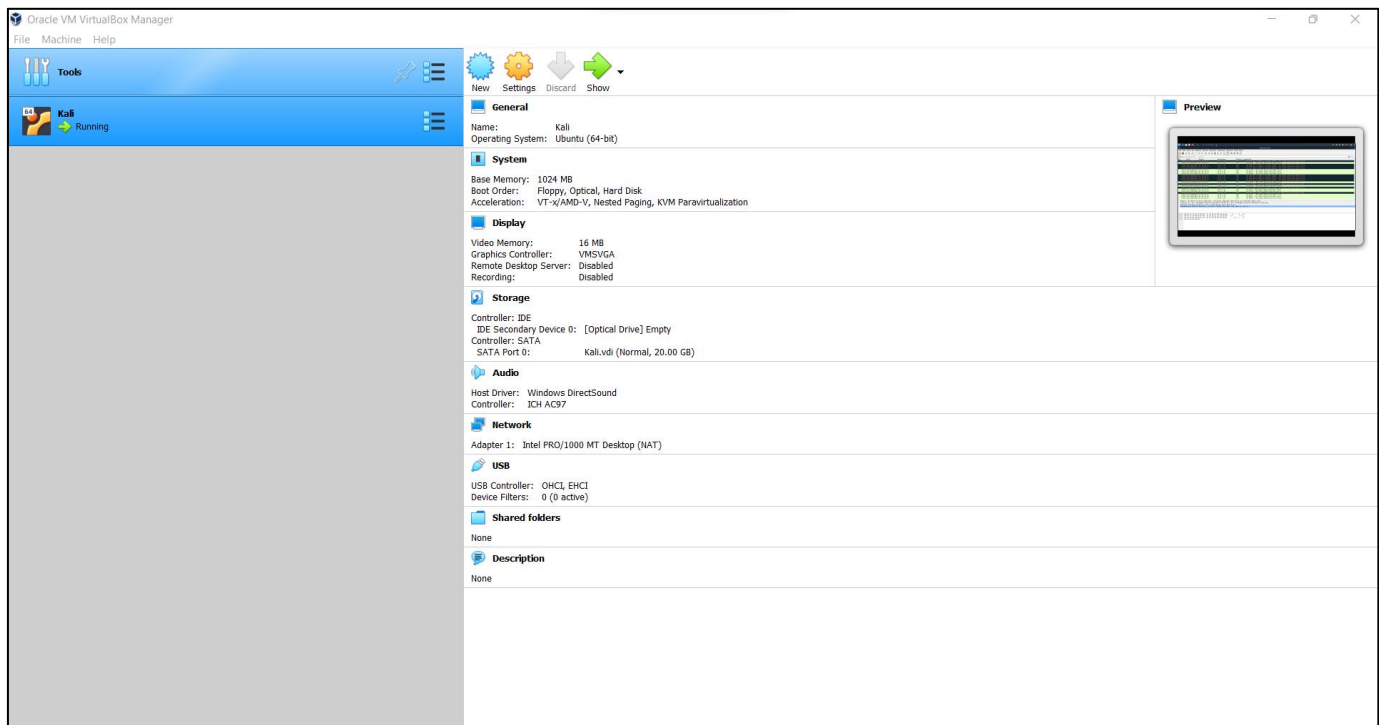 Oracle VM VirtualBox Manager
File Machine Help
Tools
64
Kali
Running
New Settings Discard Show
General
Name: Kali
Operating System: Ubuntu (64-bit)
System
Base Memory: 1024 MB
Boot Order: Floppy, Optical, Hard Disk
Acceleration: VT-x/AMD-V, Nested Paging, KVM Paravirtualization
Display
Video Memory: 16 MB
Graphics Controller: VMSVGA
Remote Desktop Server: Disabled
Recording: Disabled
Storage
Controller: IDE
IDE Secondary Device 0: [Optical Drive] Empty
Controller: SATA
SATA Port 0: Kali.vdi (Normal, 20.00 GB)
Audio
Host Driver: Windows DirectSound
Controller: ICH AC97
Network
Adapter 1: Intel PRO/1000 MT Desktop (NAT)
USB
USB Controller: OHCI, EHCI
Device Filters: 0 (0 active)
Shared folders
None
Description
None
Preview